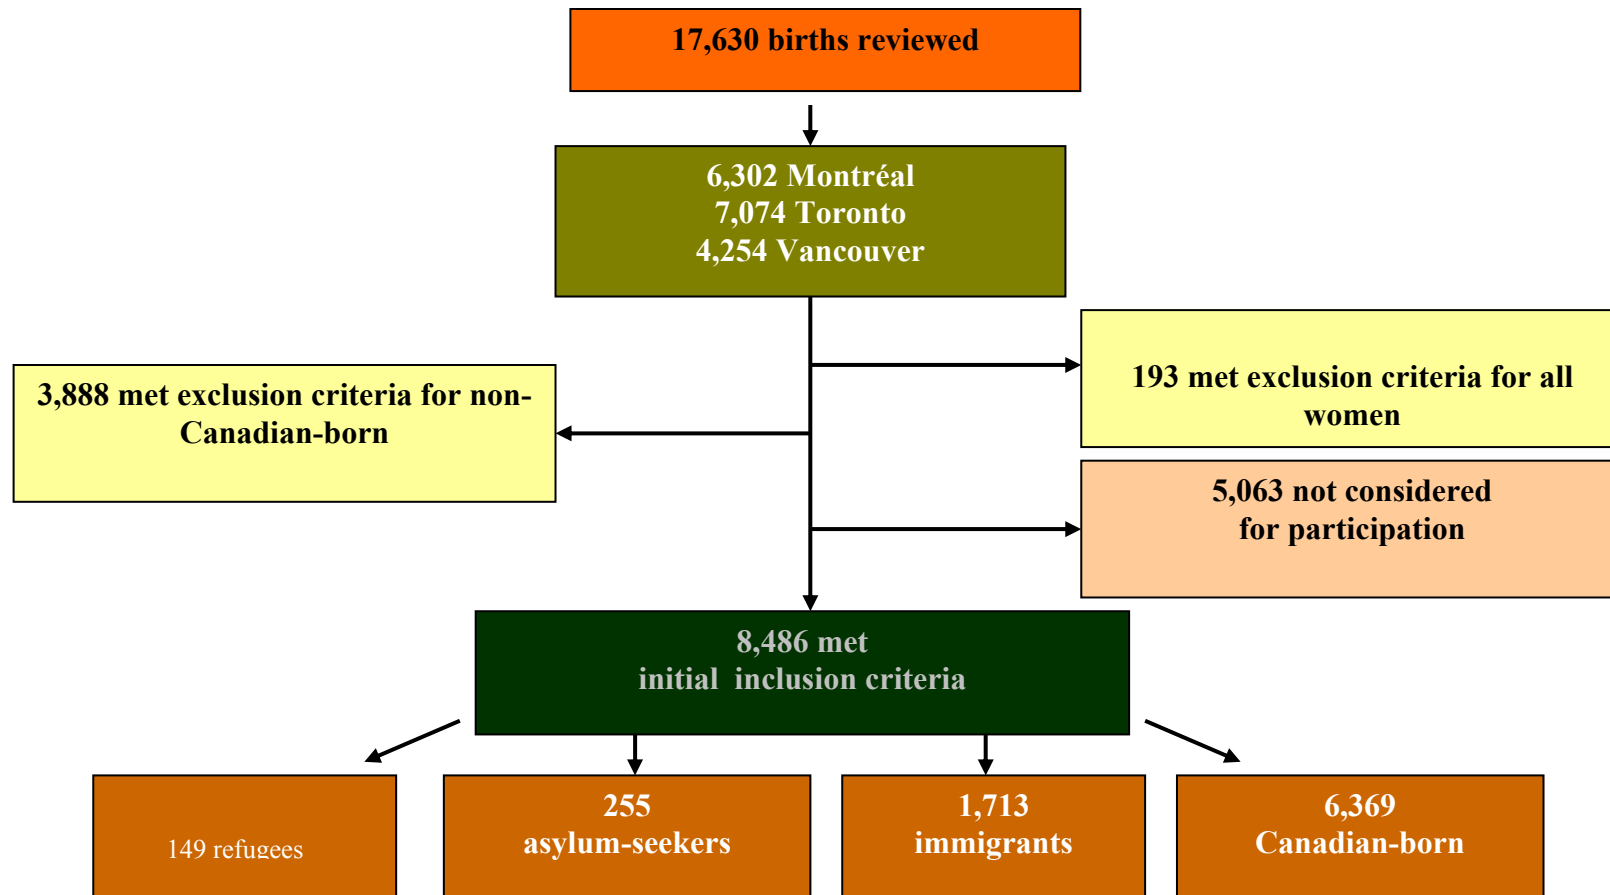 17,630 births reviewed
6,302 Montréal
7,074 Toronto
4,254 Vancouver
193 met exclusion criteria for all
women
3,888 met exclusion criteria for non-
Canadian-born
5,063 not considered
for participation
8,486 met
initial inclusion criteria
149 refugees
255
asylum-seekers
1,713
immigrants
6,369
Canadian-born